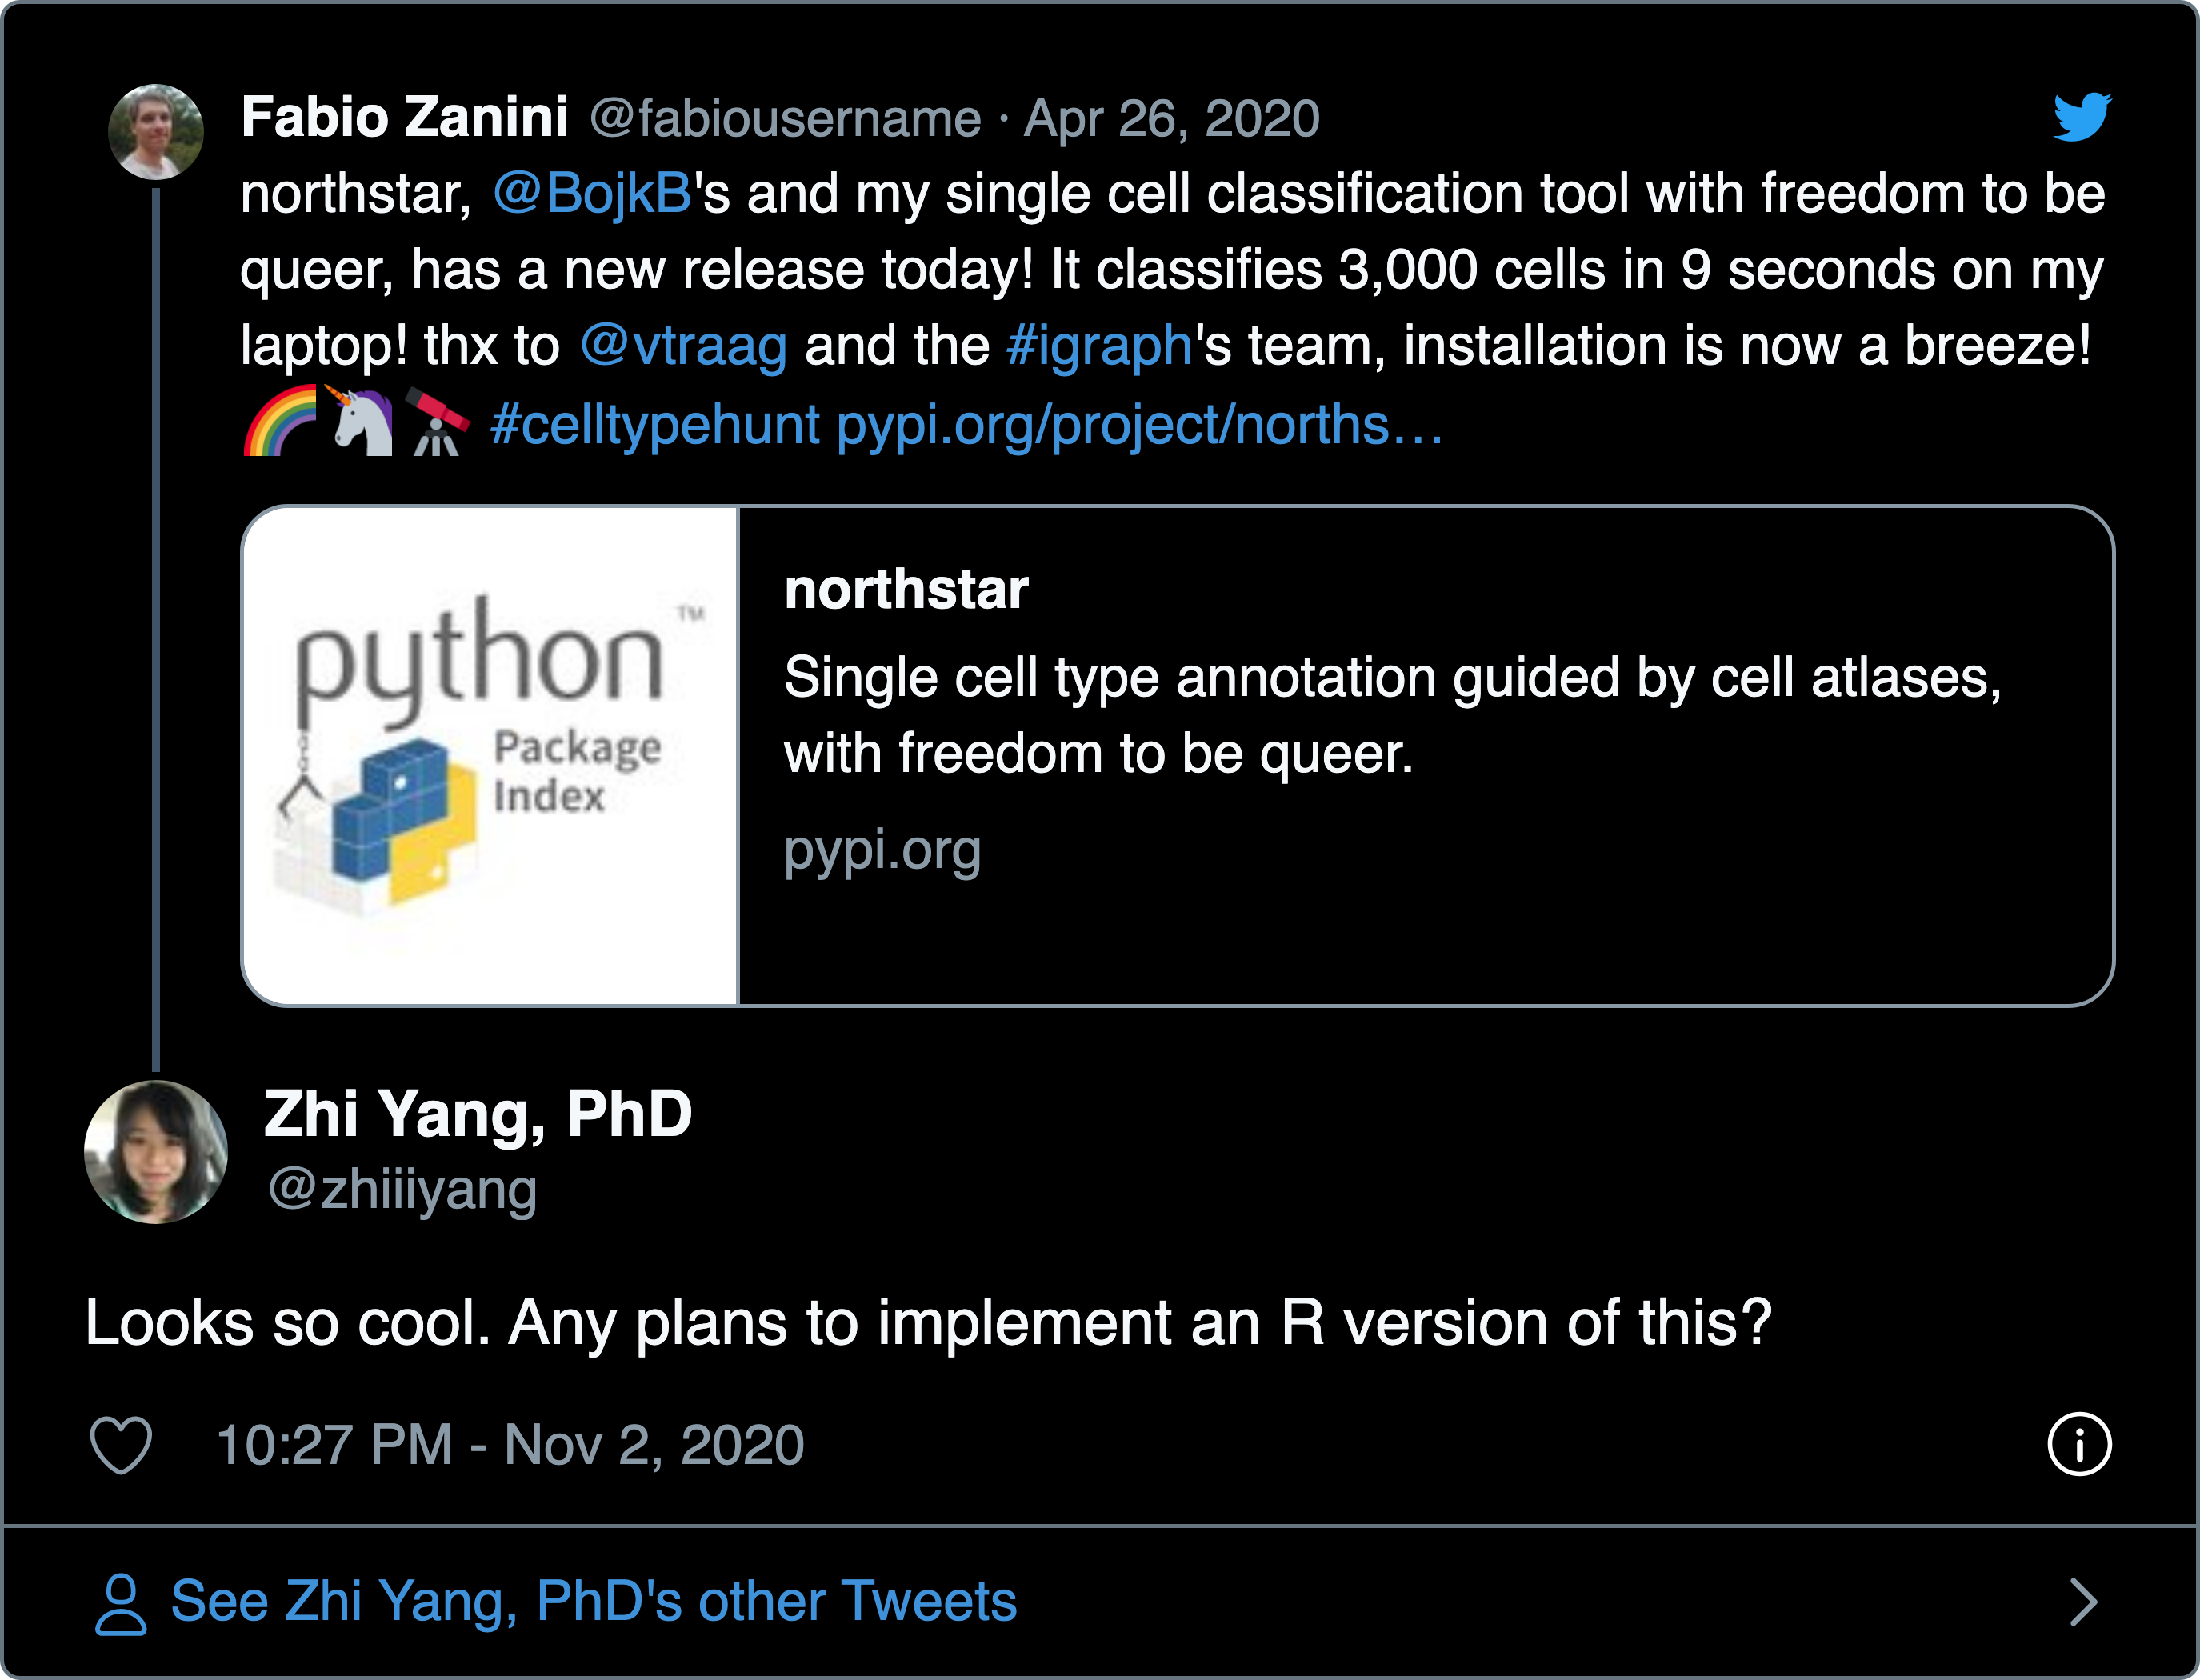 Fabio Zanini @fabiousername · Apr 26, 2020
northstar, @BojkB's and my single cell classification tool with freedom to be
queer, has a new release today! It classifies 3,000 cells in 9 seconds on my
laptop! thx to @vtraag and the #igraph's team, installation is now a breeze!
🌈🦄🔭 #celltypehunt pypi.org/project/norths…
python™
Package
Index
northstar
Single cell type annotation guided by cell atlases,
with freedom to be queer.
pypi.org
Zhi Yang, PhD
@zhiiiyang
Looks so cool. Any plans to implement an R version of this?
10:27 PM - Nov 2, 2020
See Zhi Yang, PhD's other Tweets